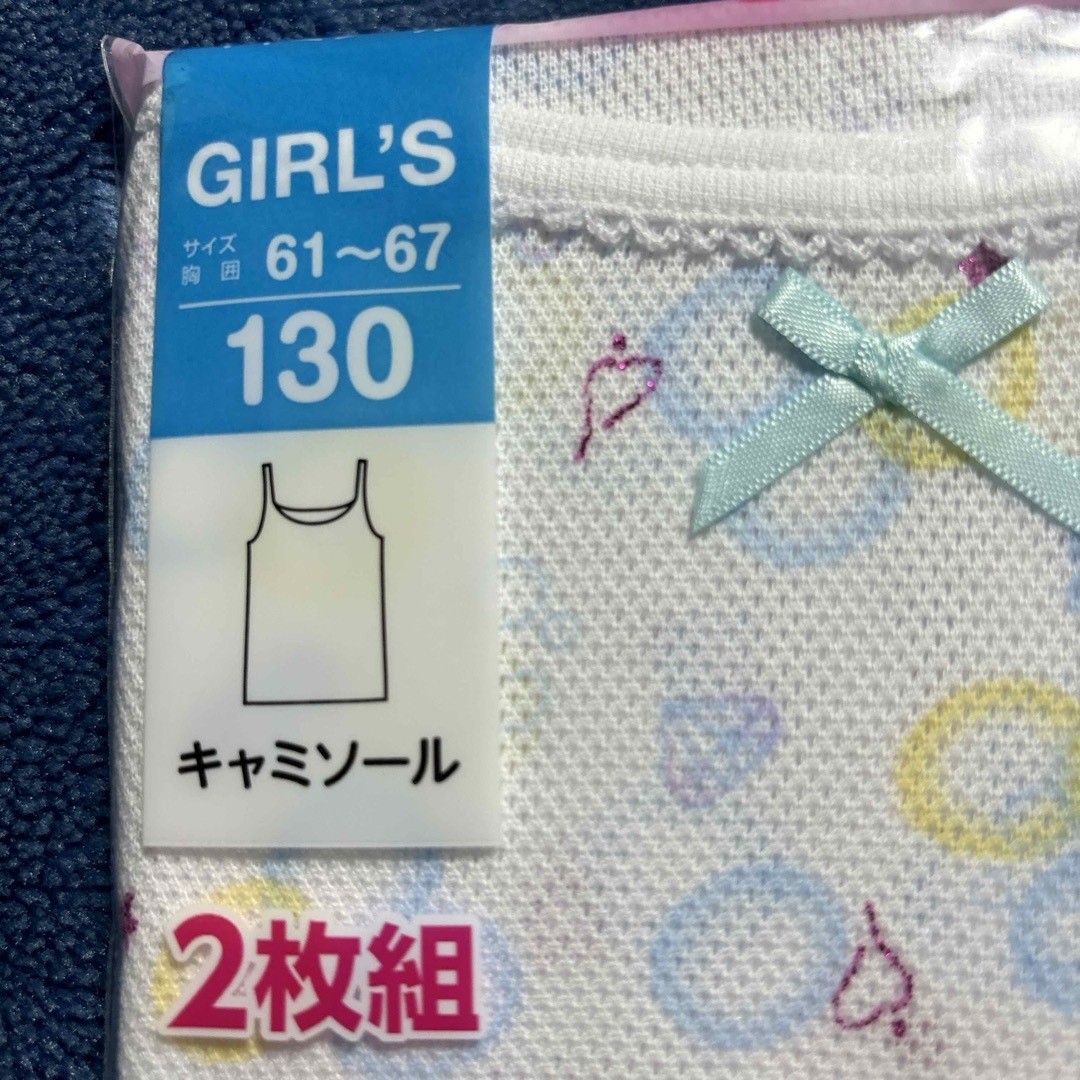 GIRL'S
サイズ
胸囲 61～67
130
キャミソール
2枚組